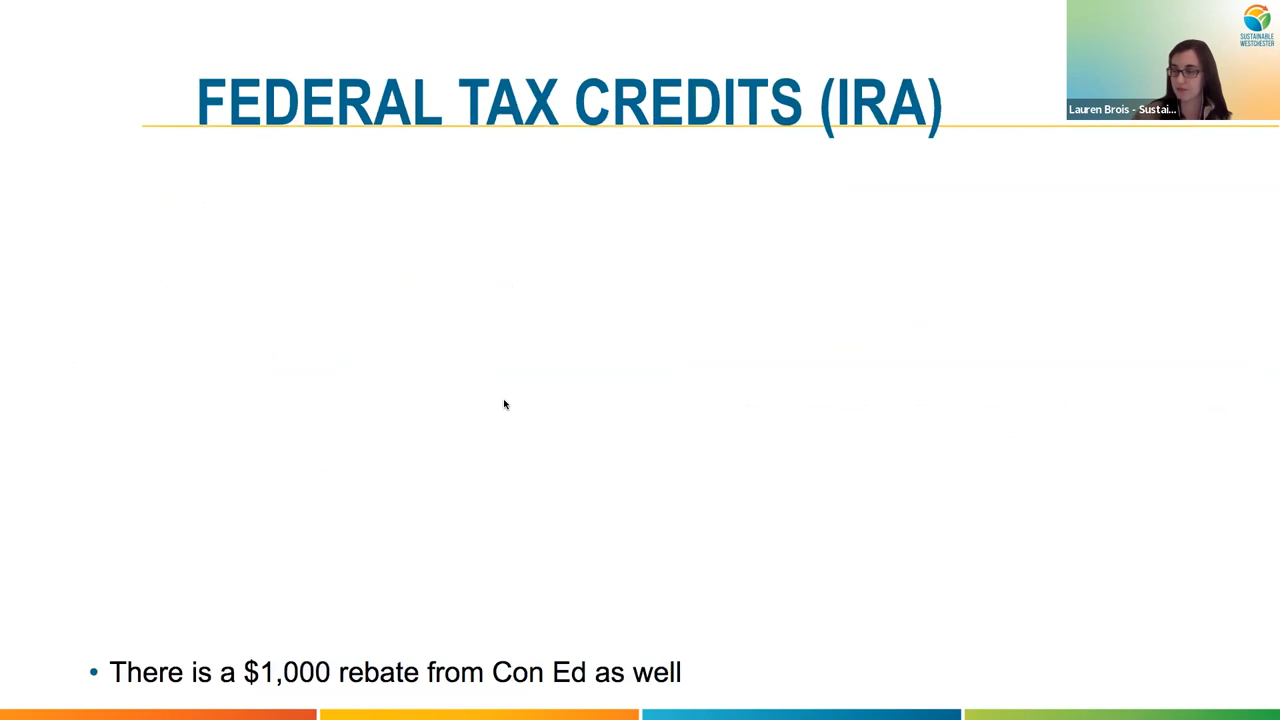 FEDERAL TAX CREDITS (IRA)
SUSTAINABLE
WESTCHESTER
Lauren Brois - Sustai...
• There is a $1,000 rebate from Con Ed as well